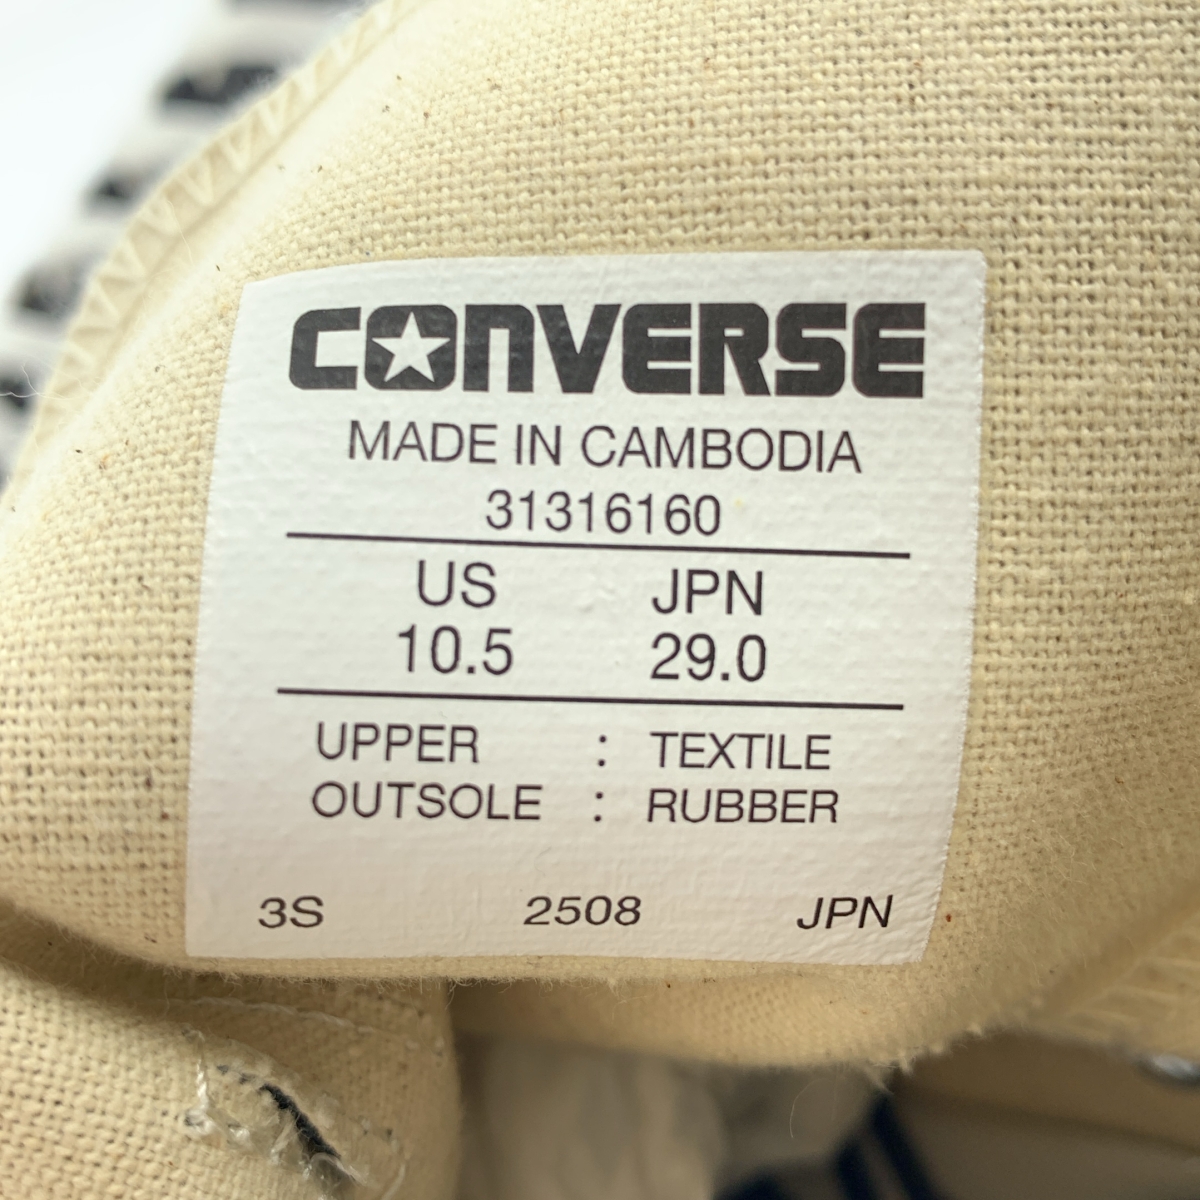 CONVERSE
MADE IN CAMBODIA
31316160
US JPN
10.5 29.0
UPPER : TEXTILE
OUTSOLE : RUBBER
3S 2508 JPN